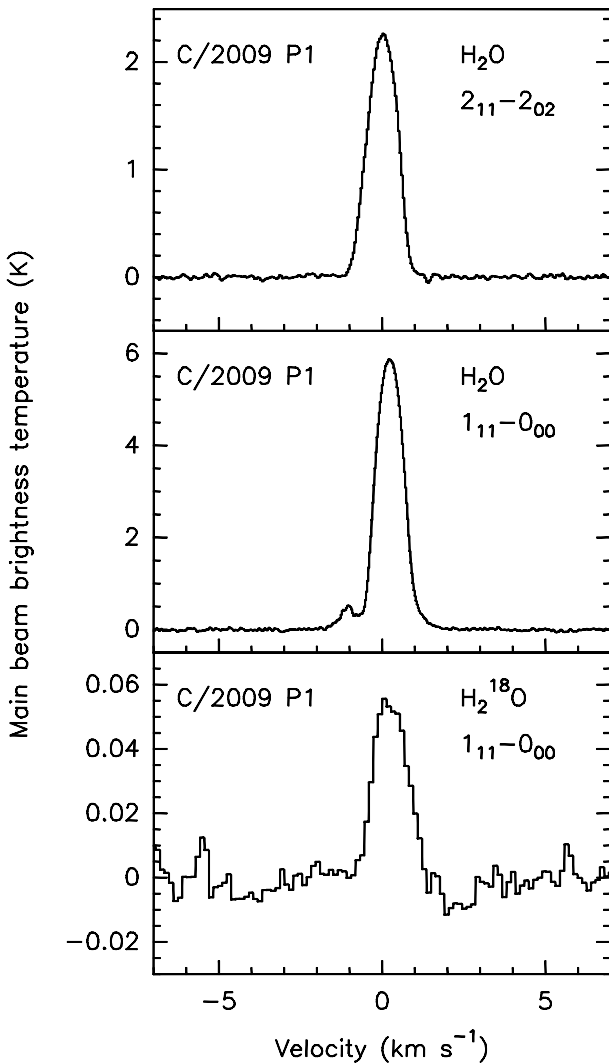 C/2009 P1 H₂O
2₁₁−2₀₂
2
1
0
C/2009 P1 H₂O
1₁₁−0₀₀
6
4
2
0
C/2009 P1 H₂¹⁸O
1₁₁−0₀₀
0.06
0.04
0.02
0
−0.02
−5 0 5
Velocity (km s⁻¹)
Main beam brightness temperature (K)